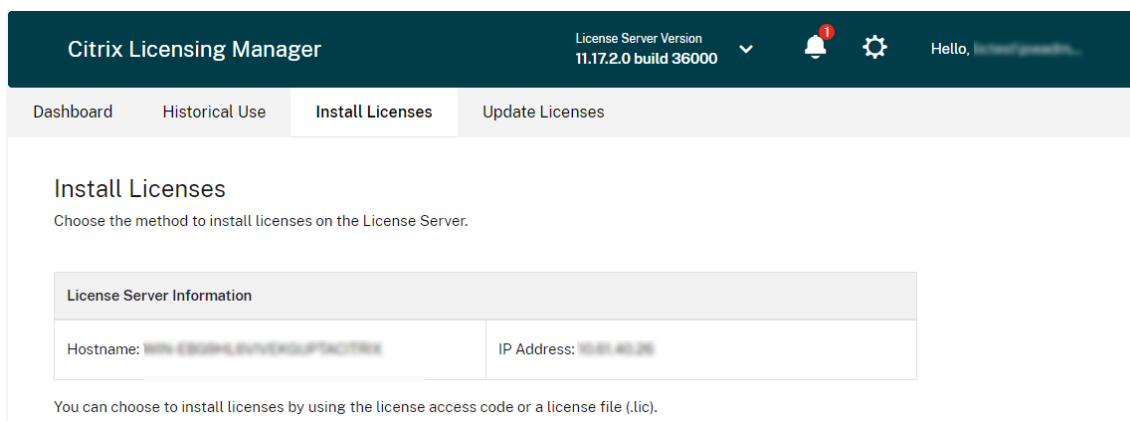 Citrix Licensing Manager
License Server Version
11.17.2.0 build 36000
1
Hello,
Dashboard Historical Use Install Licenses Update Licenses
Install Licenses
Choose the method to install licenses on the License Server.
License Server Information
Hostname: IP Address:
You can choose to install licenses by using the license access code or a license file (.lic).